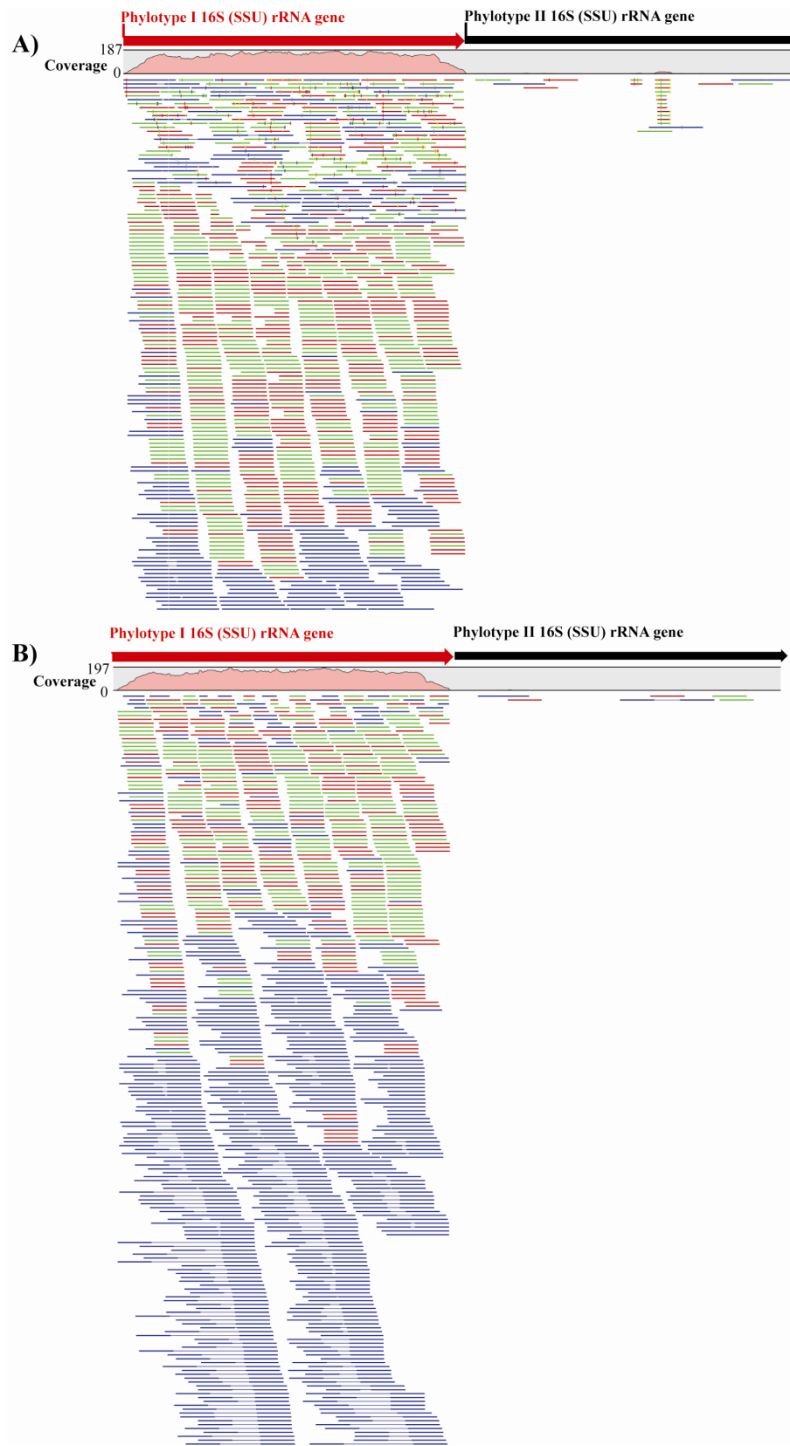 Phylotype I 16S (SSU) rRNA gene
Phylotype II 16S (SSU) rRNA gene
A)
187
Coverage
0
Phylotype I 16S (SSU) rRNA gene
Phylotype II 16S (SSU) rRNA gene
B)
197
Coverage
0